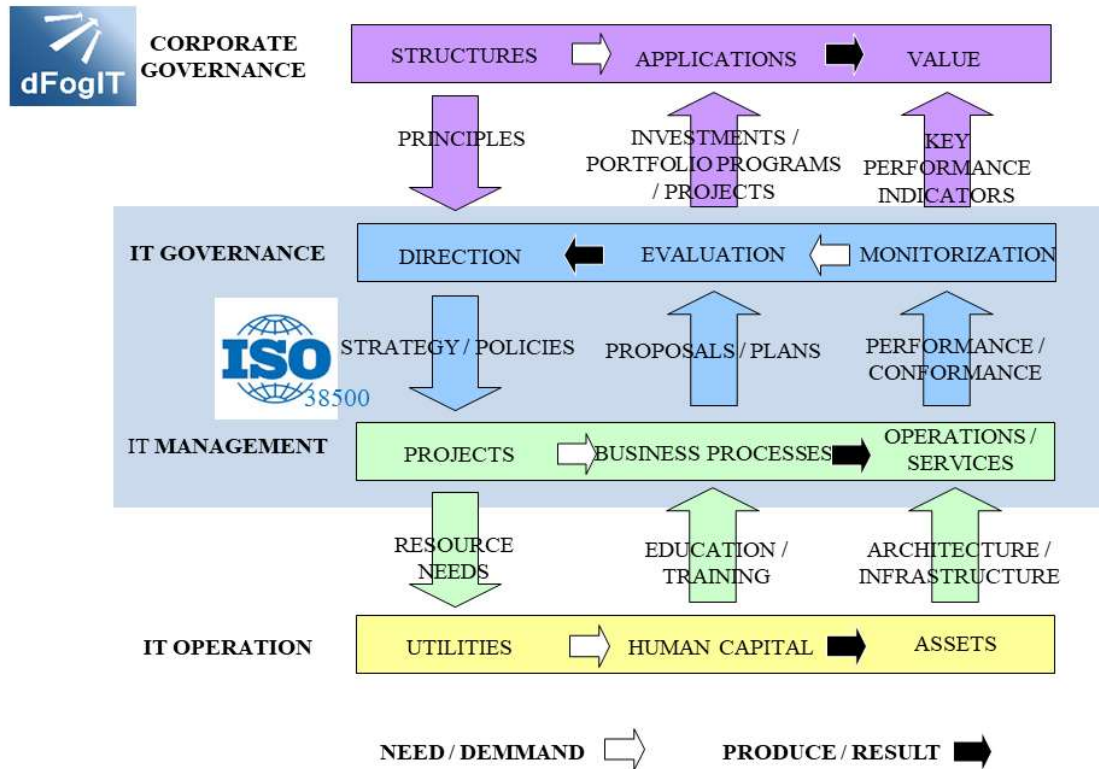 dFogIT
CORPORATE
GOVERNANCE
STRUCTURES
APPLICATIONS
VALUE
PRINCIPLES
INVESTMENTS /
PORTFOLIO PROGRAMS
/ PROJECTS
KEY
PERFORMANCE
INDICATORS
IT GOVERNANCE
DIRECTION
EVALUATION
MONITORIZATION
ISO
38500
STRATEGY / POLICIES
PROPOSALS / PLANS
PERFORMANCE /
CONFORMANCE
IT MANAGEMENT
PROJECTS
BUSINESS PROCESSES
OPERATIONS /
SERVICES
RESOURCE
NEEDS
EDUCATION /
TRAINING
ARCHITECTURE /
INFRASTRUCTURE
IT OPERATION
UTILITIES
HUMAN CAPITAL
ASSETS
NEED / DEMMAND
PRODUCE / RESULT